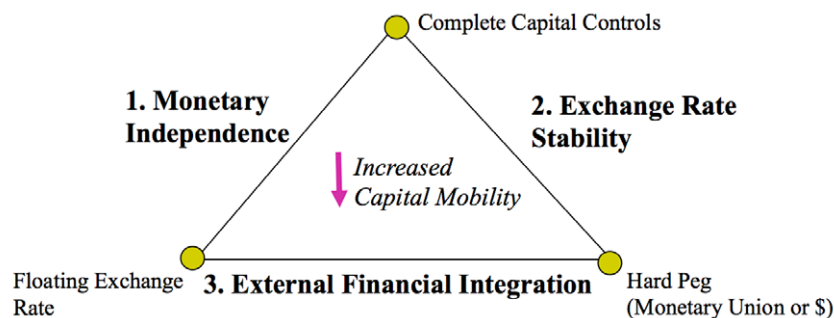 Complete Capital Controls
1. Monetary
Independence
2. Exchange Rate
Stability
Increased
Capital Mobility
Floating Exchange
Rate
3. External Financial Integration
Hard Peg
(Monetary Union or $)